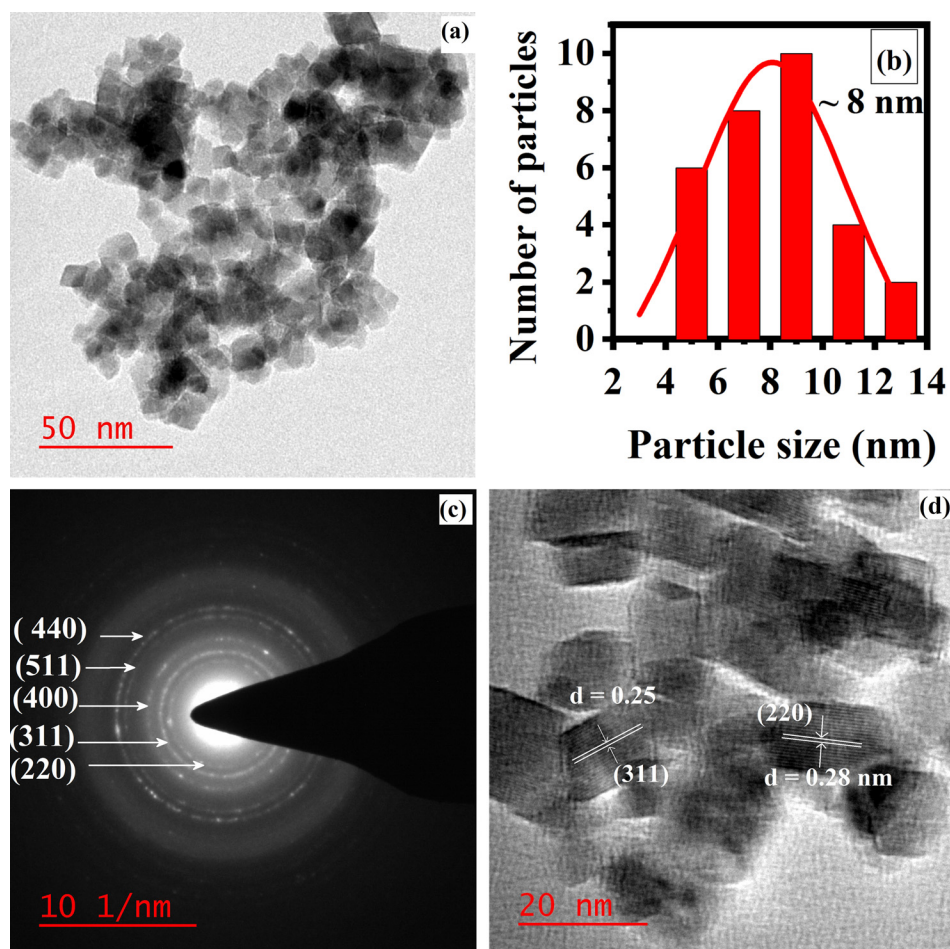 (a)
50 nm
(b)
~ 8 nm
Number of particles
10
8
6
4
2
0
2 4 6 8 10 12 14
Particle size (nm)
(c)
( 440)
(511)
(400)
(311)
(220)
10 1/nm
(d)
d = 0.25
(311)
(220)
d = 0.28 nm
20 nm